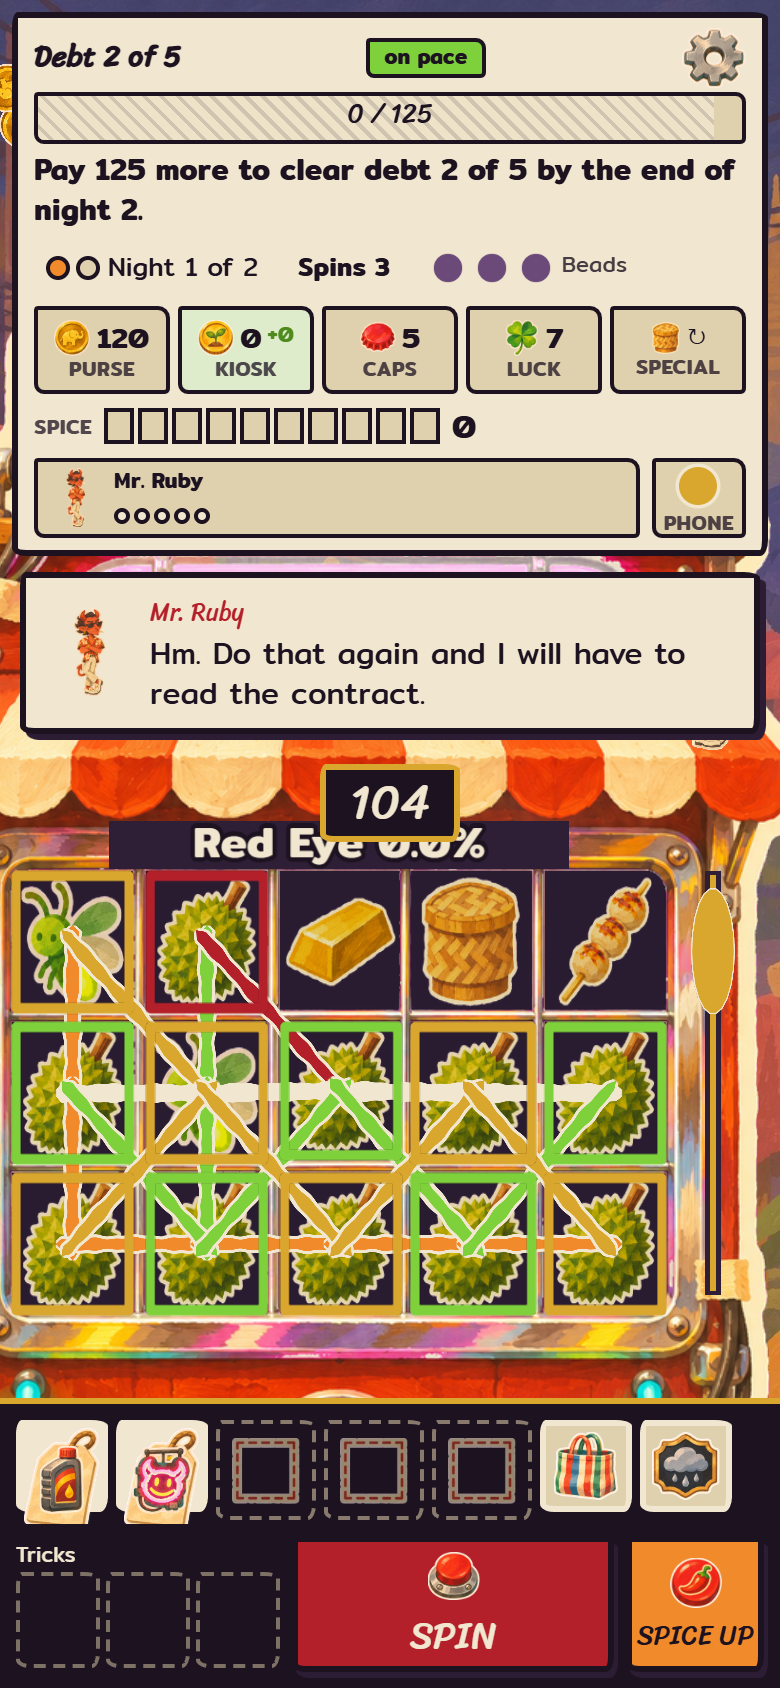 Debt 2 of 5
on pace
0 / 125
Pay 125 more to clear debt 2 of 5 by the end of
night 2.
Night 1 of 2
Spins 3
Beads
120
PURSE
0 +0
KIOSK
5
CAPS
7
LUCK
SPECIAL
SPICE
0
Mr. Ruby
PHONE
Mr. Ruby
Hm. Do that again and I will have to
read the contract.
104
Red Eye 0.0%
Tricks
SPIN
SPICE UP